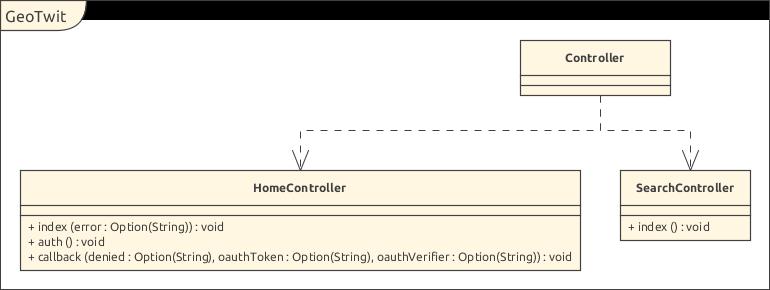 GeoTwit
Controller
HomeController
+ index (error : Option(String)) : void
+ auth () : void
+ callback (denied : Option(String), oauthToken : Option(String), oauthVerifier : Option(String)) : void
SearchController
+ index () : void